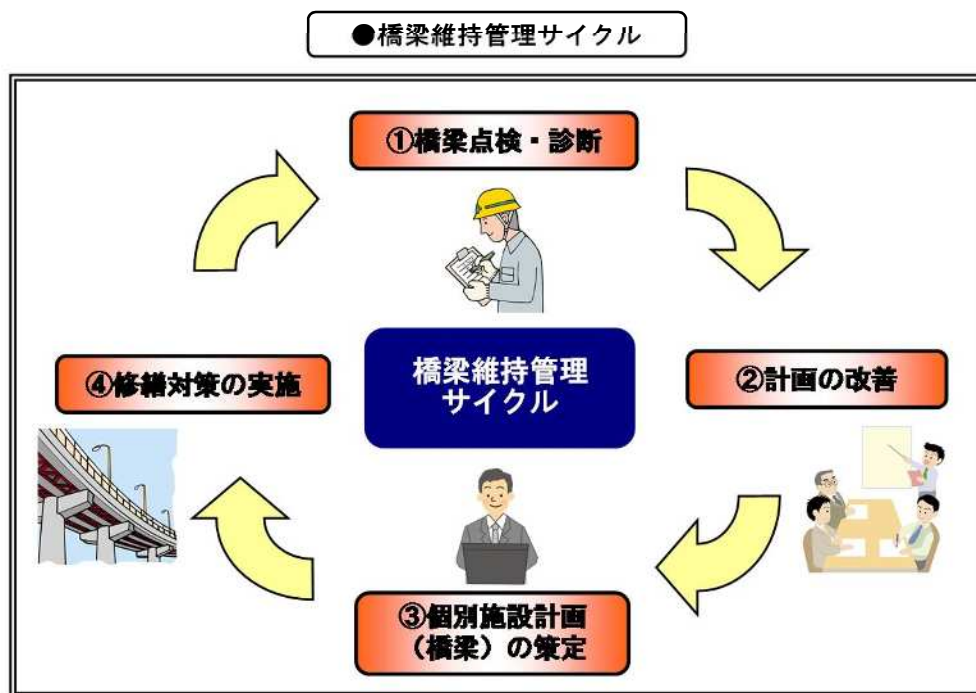 ●橋梁維持管理サイクル
①橋梁点検・診断
②計画の改善
③個別施設計画
（橋梁）の策定
④修繕対策の実施
橋梁維持管理
サイクル